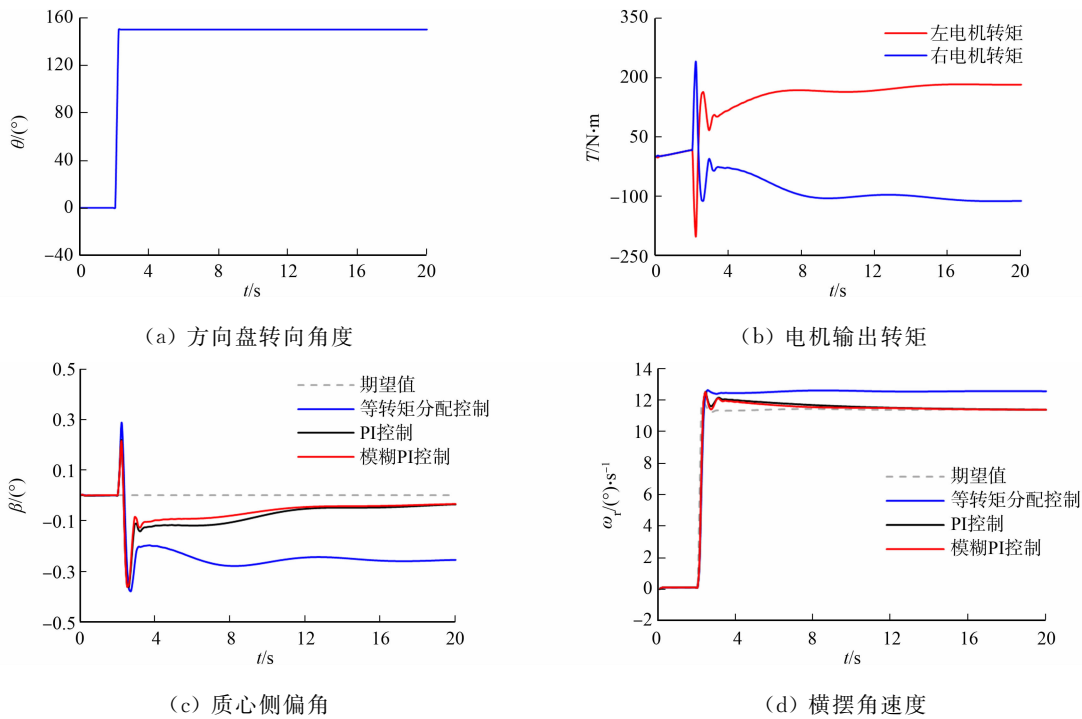 160
120
80
40
0
−40
θ/(°)
0 4 8 12 16 20
t/s
(a) 方向盘转向角度
350
200
50
−100
−250
T/N·m
左电机转矩
右电机转矩
0 4 8 12 16 20
t/s
(b) 电机输出转矩
0.5
0.3
0.1
−0.1
−0.3
−0.5
β/(°)
期望值
等转矩分配控制
PI控制
模糊PI控制
0 4 8 12 16 20
t/s
(c) 质心侧偏角
14
12
10
8
6
4
2
0
−2
ωr/(°)·s⁻¹
期望值
等转矩分配控制
PI控制
模糊PI控制
0 4 8 12 16 20
t/s
(d) 横摆角速度